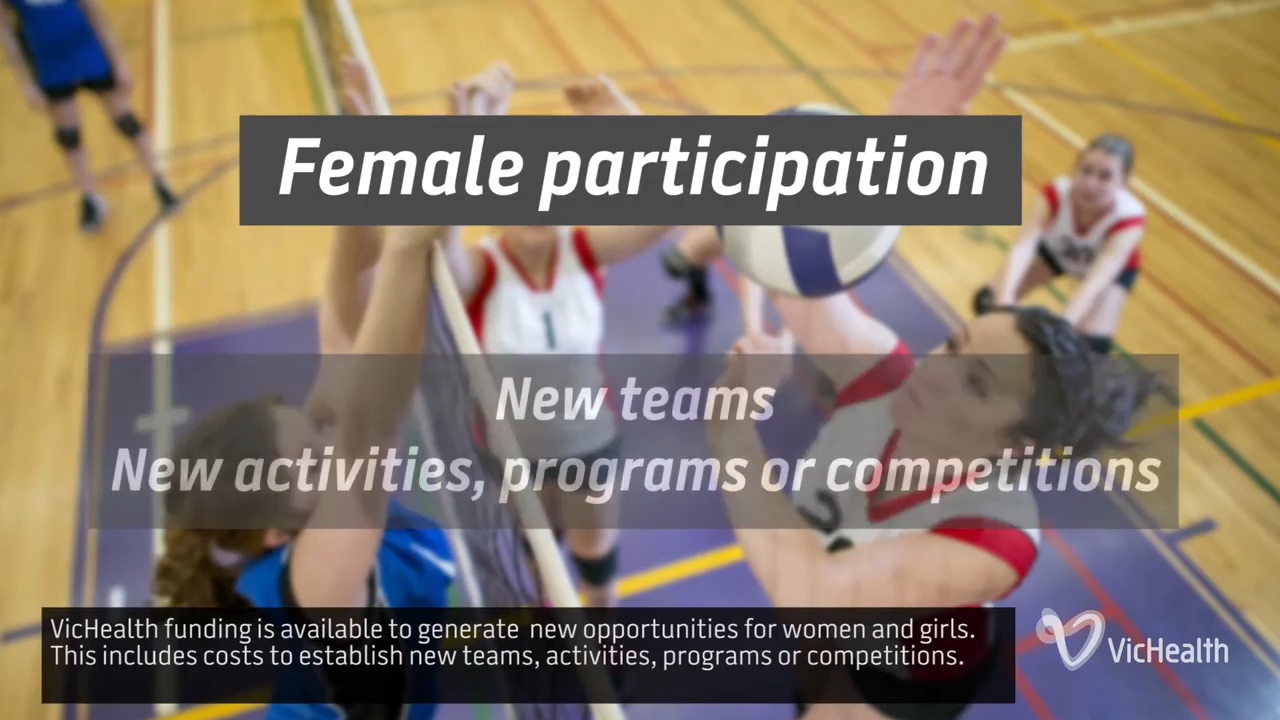 Female participation
1
New teams
New activities, programs or competitions
VicHealth funding is available to generate  new opportunities for women and girls.
This includes costs to establish new teams, activities, programs or competitions.
VicHealth